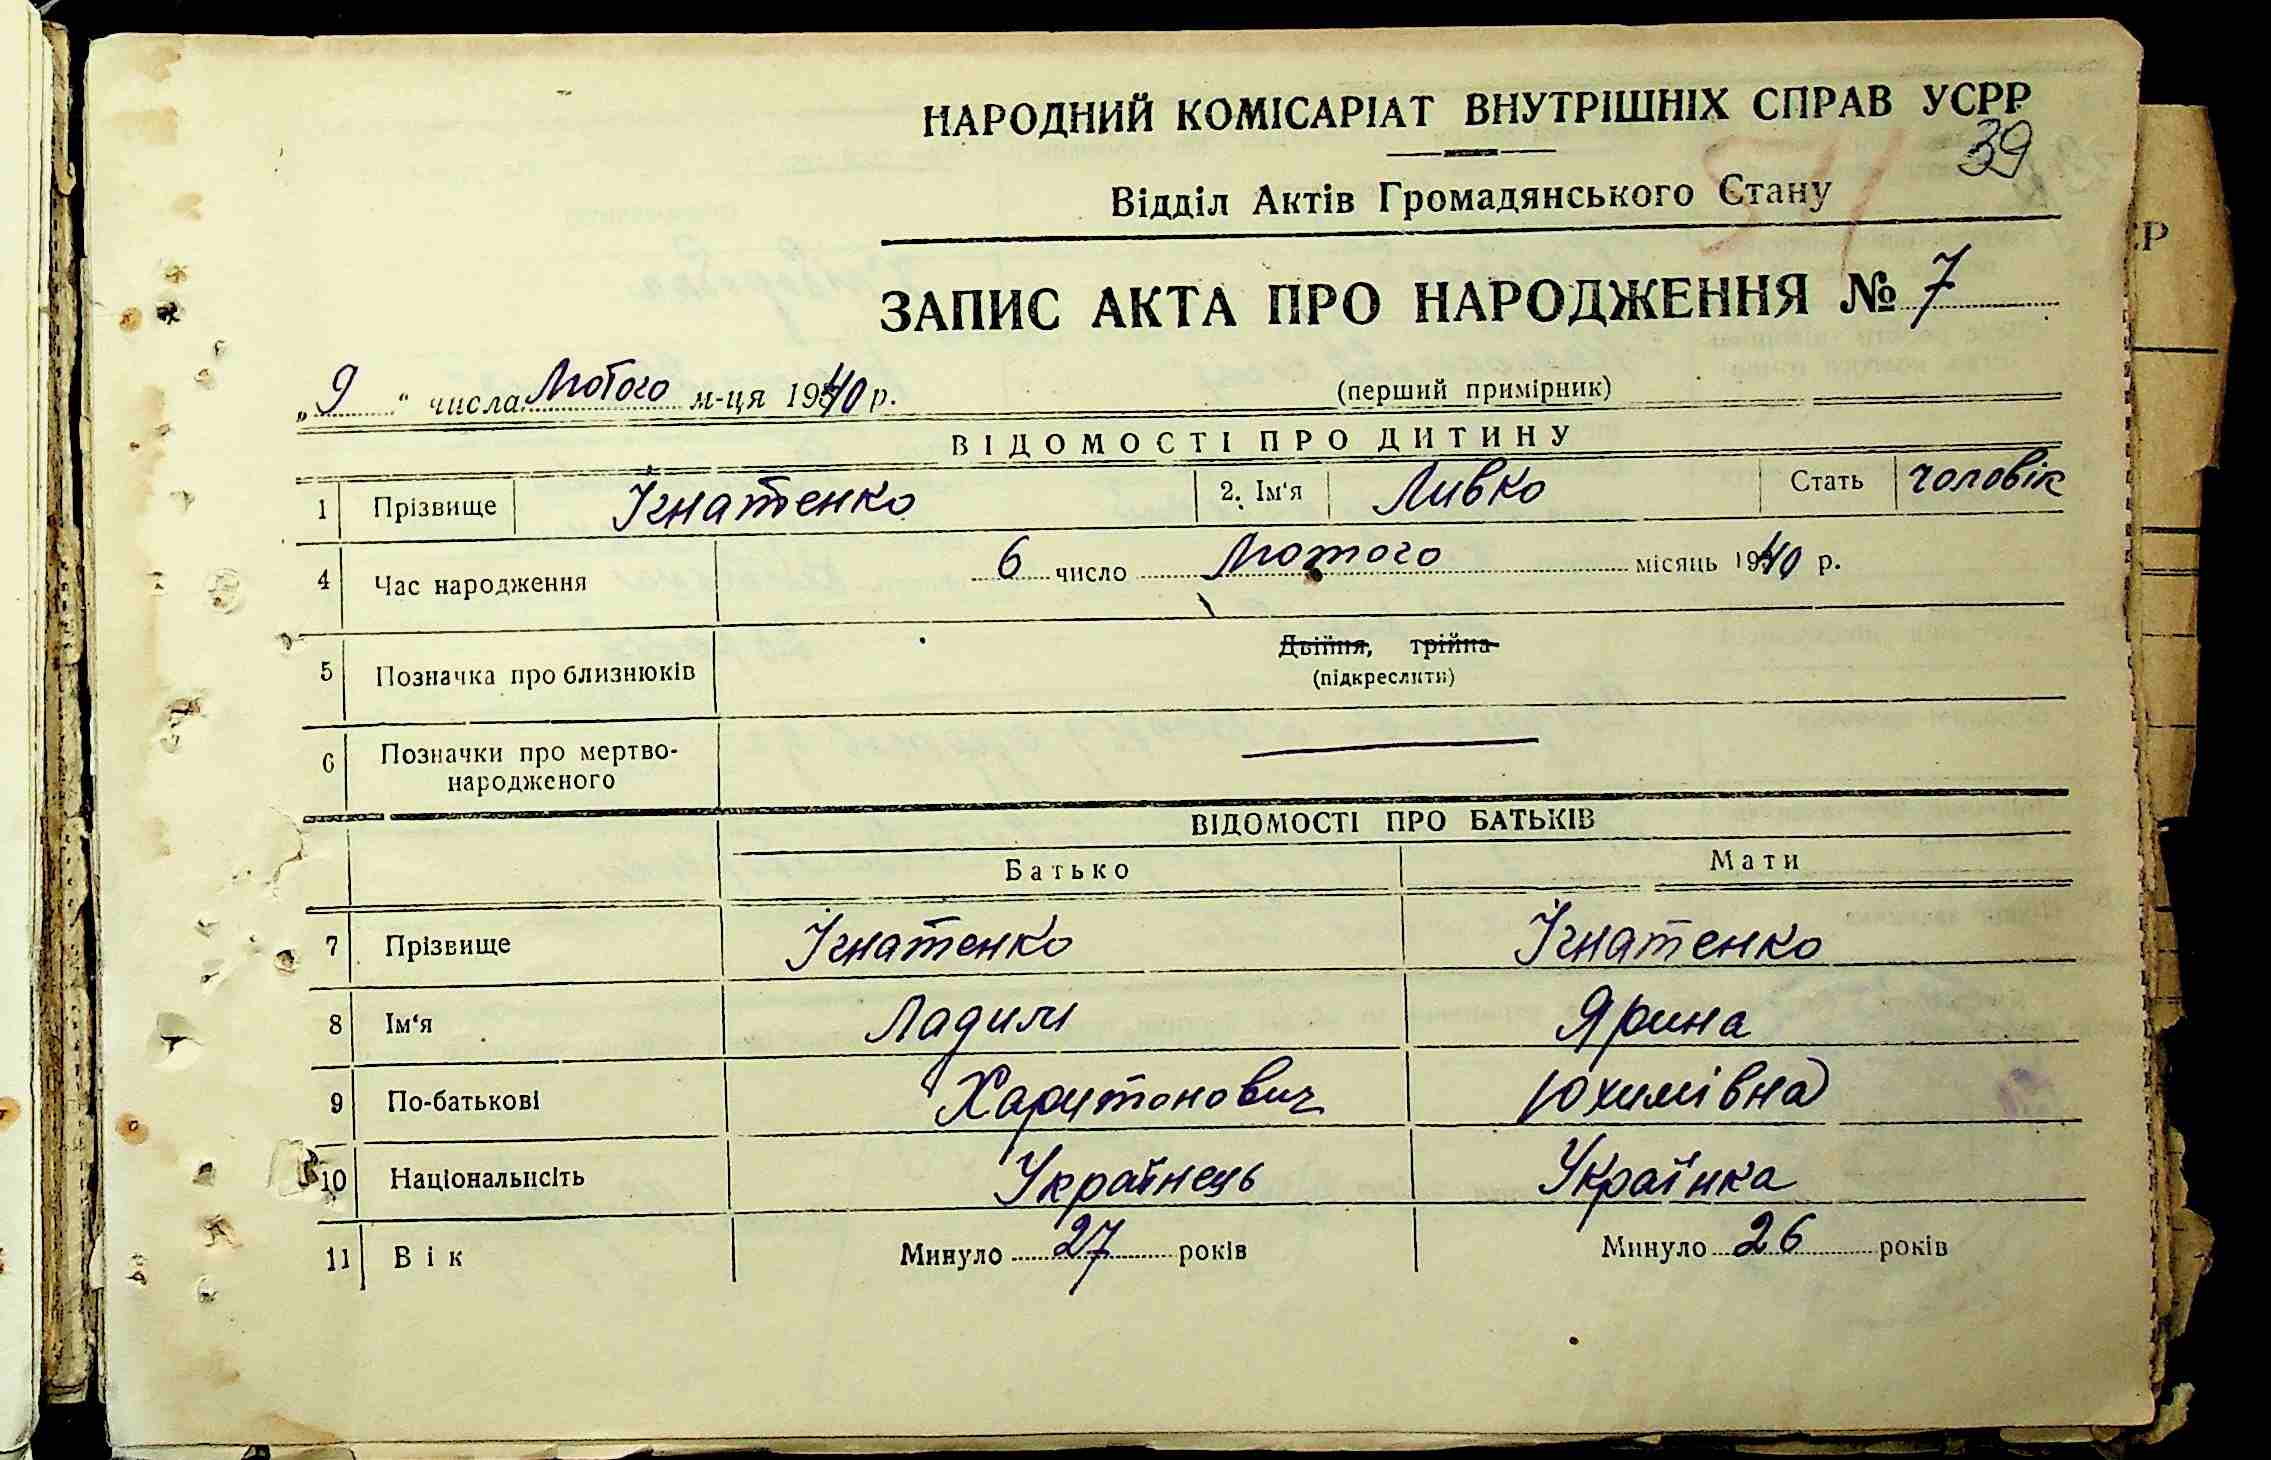 НАРОДНИЙ КОМІСАРІАТ ВНУТРІШНІХ СПРАВ УСРР
39
Відділ Актів Громадянського Стану
ЗАПИС АКТА ПРО НАРОДЖЕННЯ № 7
„ 9 “ числа Лютого м-ця 1940 р. (перший примірник)
ВІДОМОСТІ ПРО ДИТИНУ
1 Прізвище Ігнатенко 2. Ім'я Ливко Стать чоловік
4 Час народження 6 число Лютого місяць 1940 р.
5 Позначка про близнюків Двійня, трійна
(підкреслити)
6 Позначки про мертво-
народженого
ВІДОМОСТІ ПРО БАТЬКІВ
Батько Мати
7 Прізвище Ігнатенко Ігнатенко
8 Ім'я Ладим Ярина
9 По-батькові Харитонович Юхимівна
10 Національність Українець Українка
11 Вік Минуло 27 років Минуло 26 років